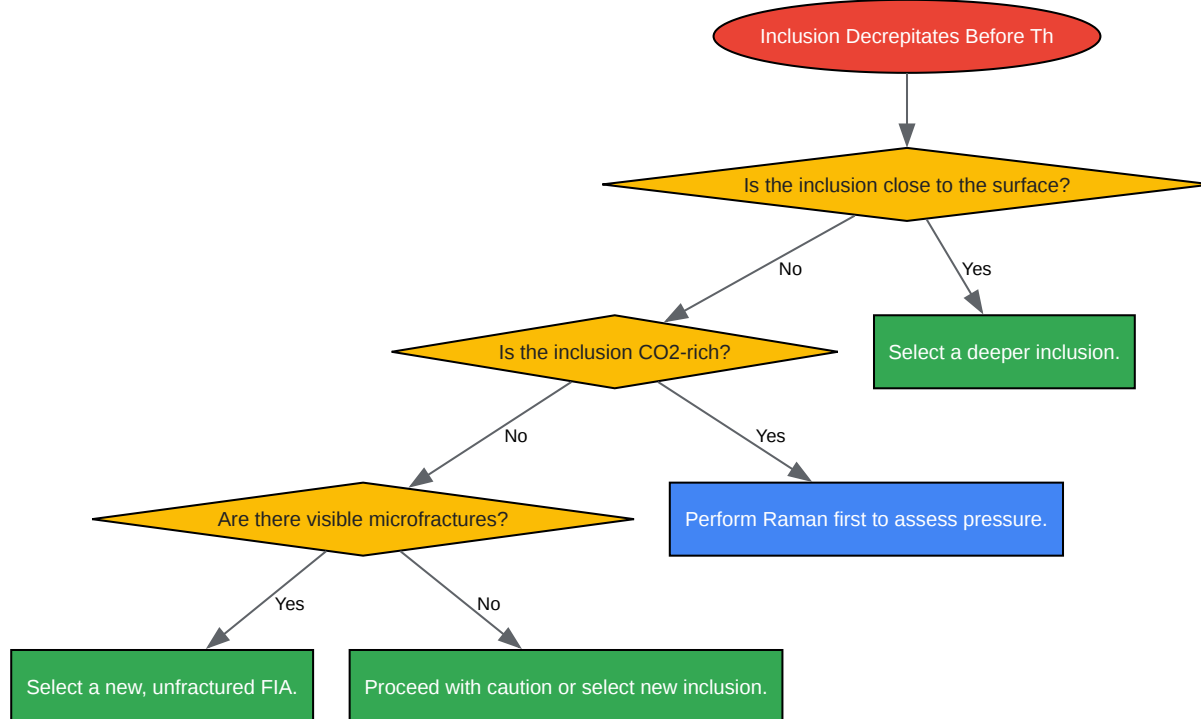 Inclusion Decrepitates Before Th
Is the inclusion close to the surface?
No
Yes
Is the inclusion CO2-rich?
Select a deeper inclusion.
No
Yes
Are there visible microfractures?
Perform Raman first to assess pressure.
Yes
No
Select a new, unfractured FIA.
Proceed with caution or select new inclusion.